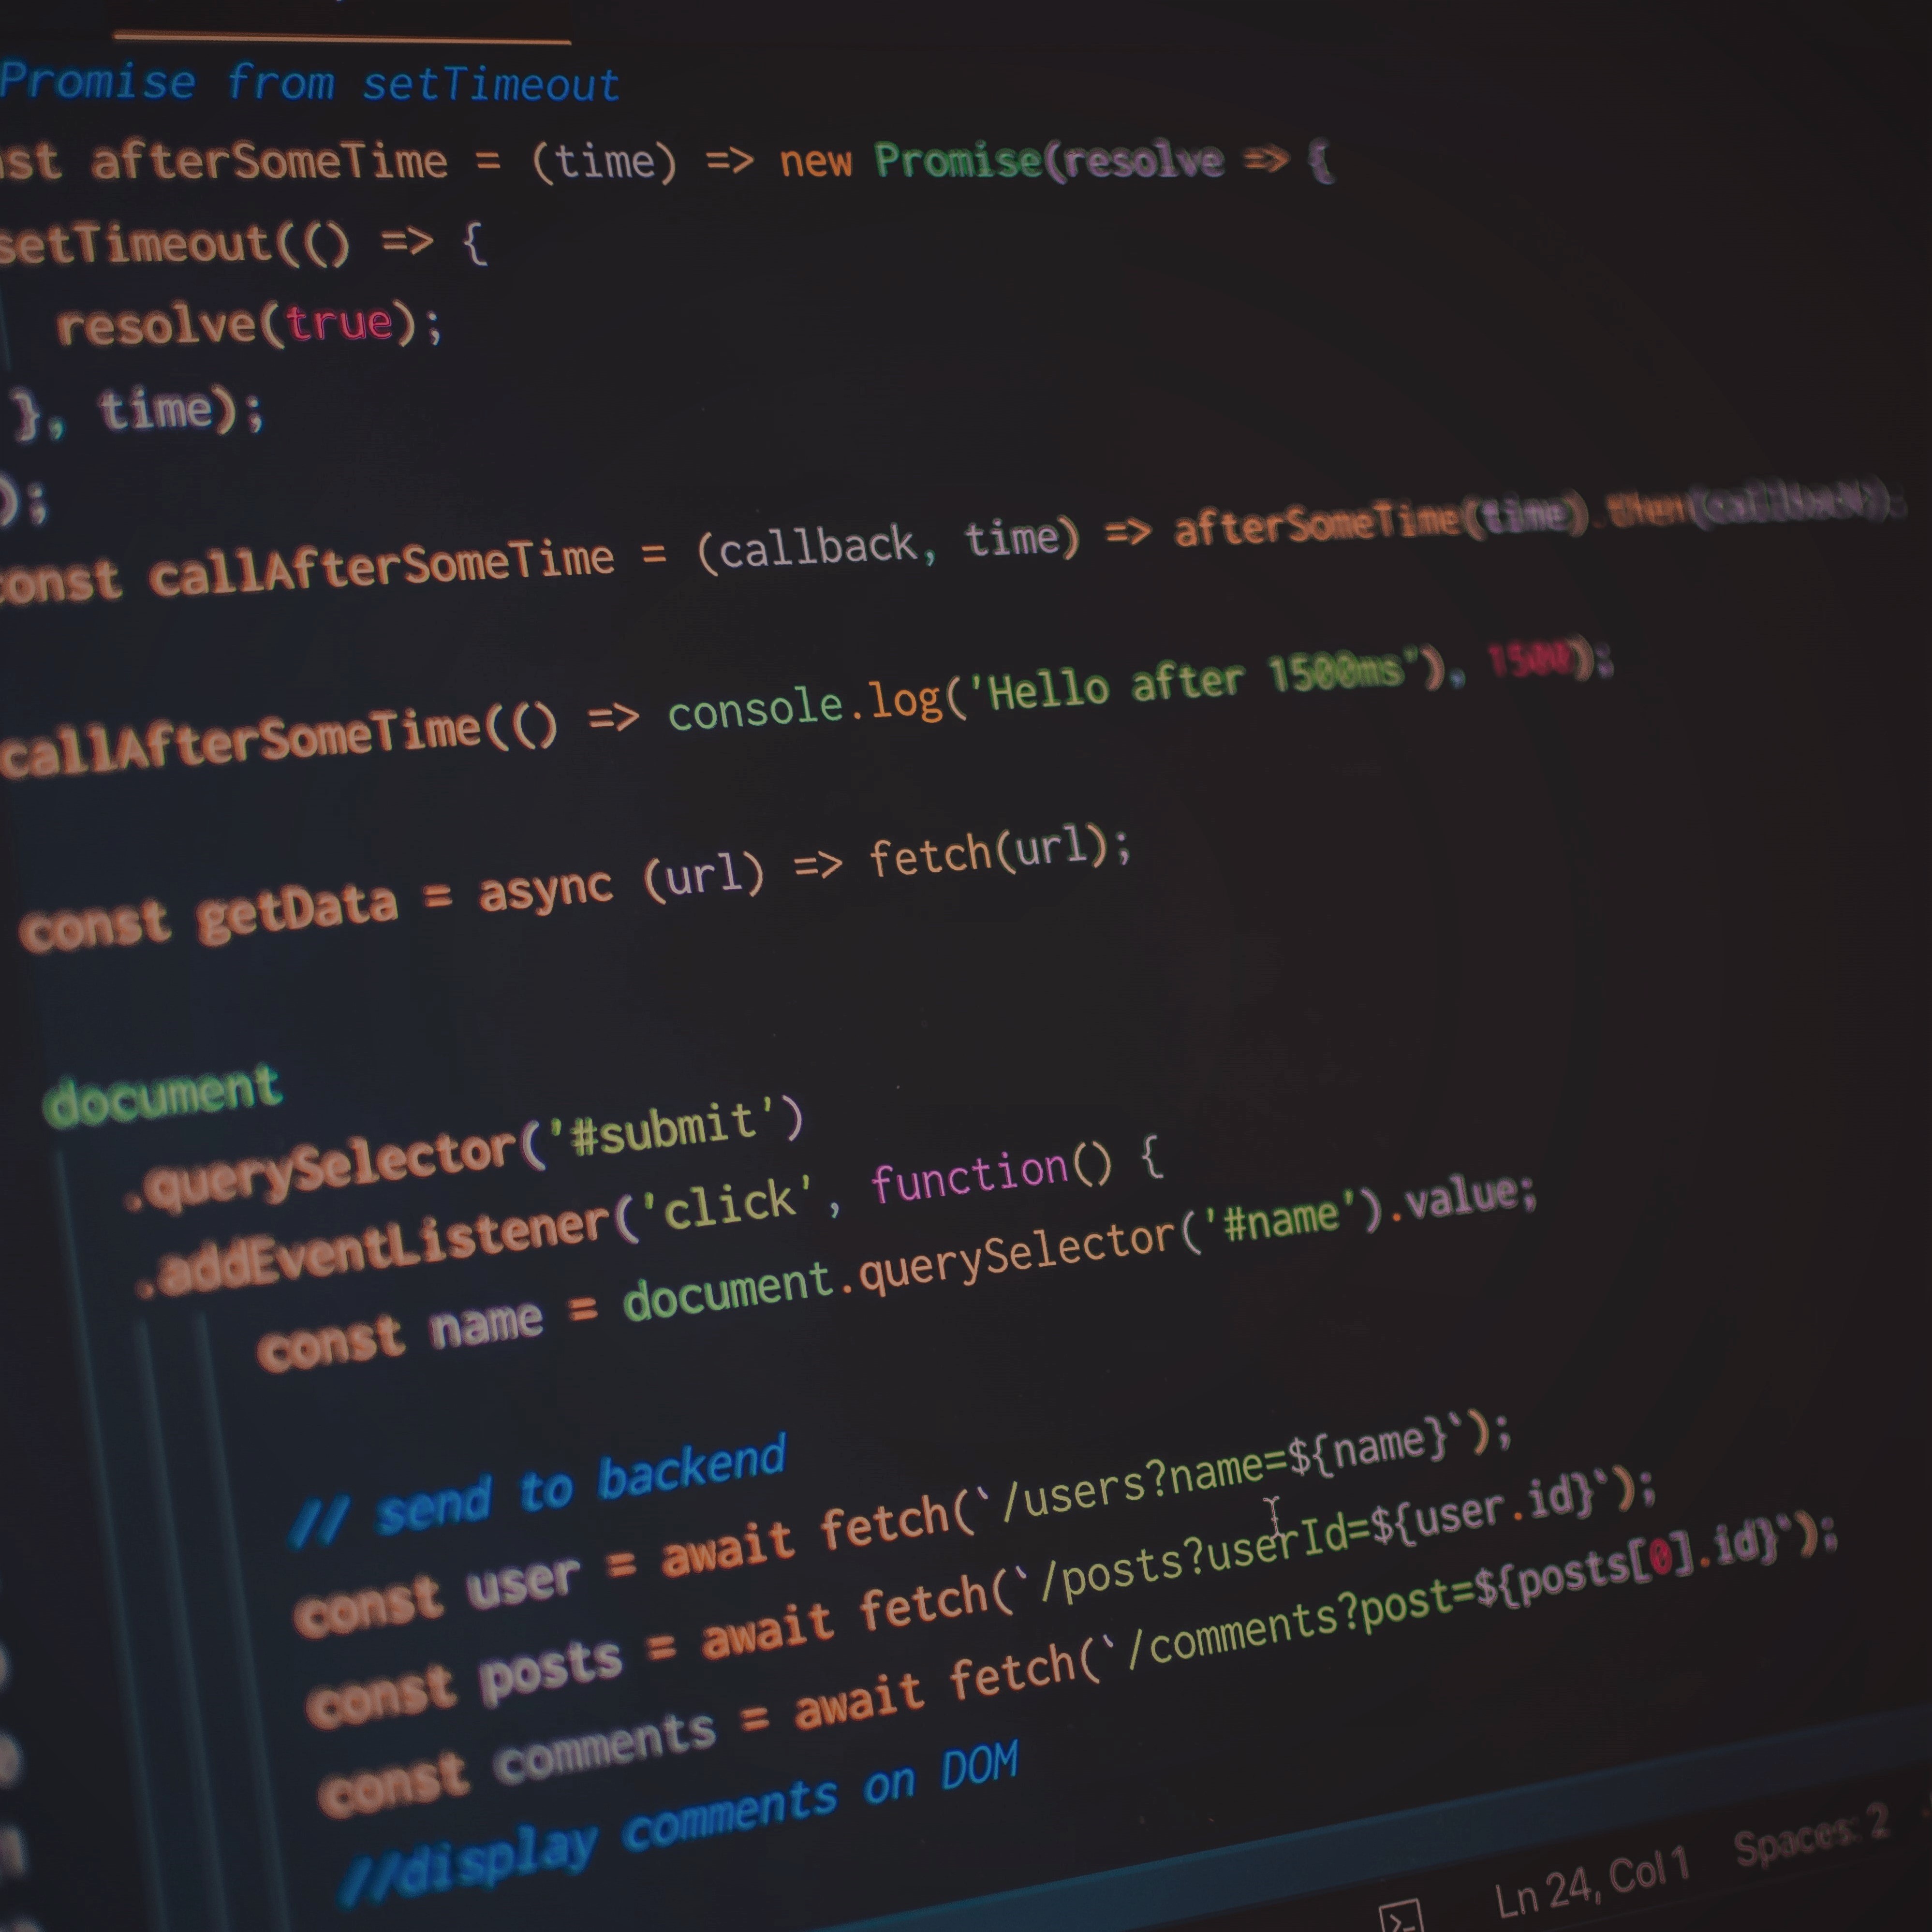 Promise from setTimeout
st afterSomeTime = (time) => new Promise(resolve => {
setTimeout(() => {
resolve(true);
}, time);
);
const callAfterSomeTime = (callback, time) => afterSomeTime(time).then(callback);
callAfterSomeTime(() => console.log('Hello after 1500ms'), 1500);
const getData = async (url) => fetch(url);
document
.querySelector('#submit')
.addEventListener('click', function() {
const name = document.querySelector('#name').value;
// send to backend
const user = await fetch(`/users?name=${name}`);
const posts = await fetch(`/posts?userId=${user.id}`);
const comments = await fetch(`/comments?post=${posts[0].id}`);
//display comments on DOM
Ln 24, Col 1 Spaces: 2